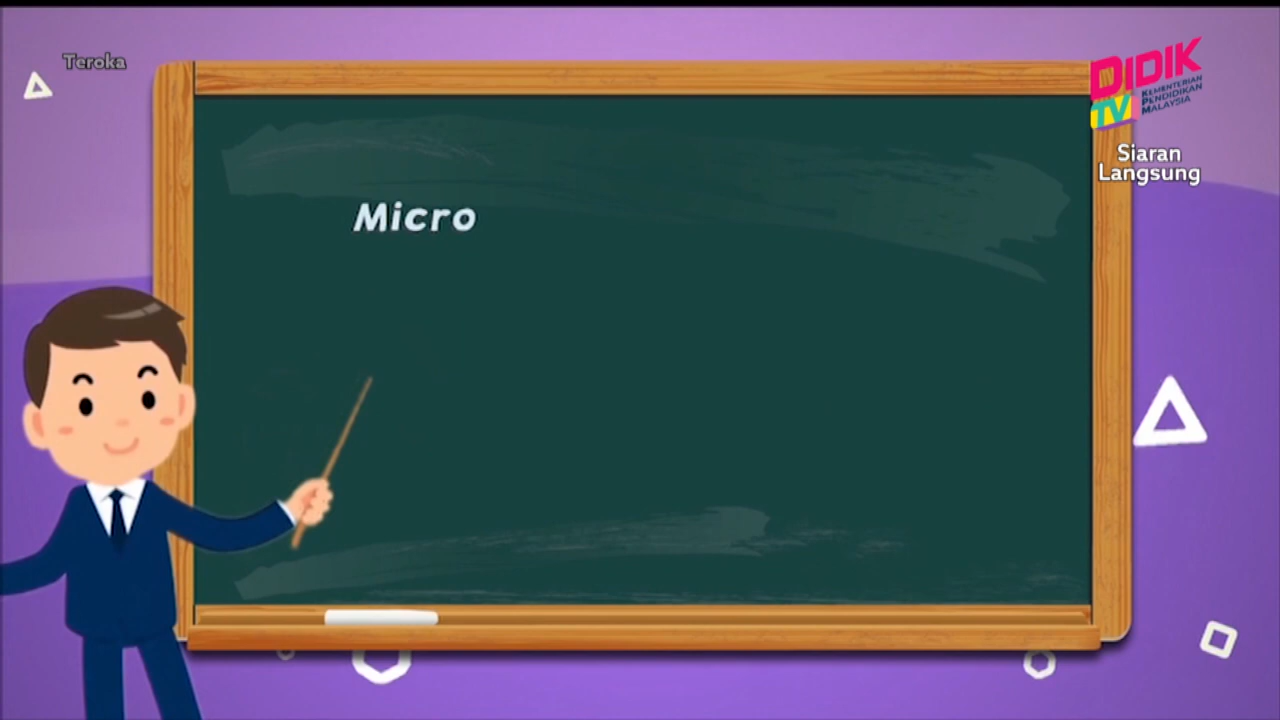 Teroka
DIDIK
TV
KEMENTERIAN
PENDIDIKAN
MALAYSIA
Siaran
Langsung
Micro